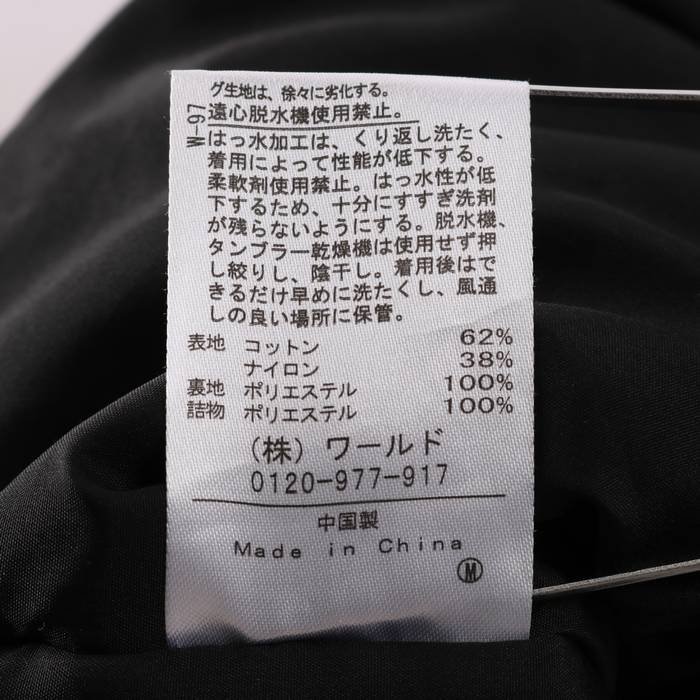 グ生地は、徐々に劣化する。
遠心脱水機使用禁止。
はっ水加工は、くり返し洗たく、
着用によって性能が低下する。
柔軟剤使用禁止。はっ水性が低
下するため、十分にすすぎ洗剤
が残らないようにする。脱水機、
タンブラー乾燥機は使用せず押
し絞りし、陰干し。着用後はで
きるだけ早めに洗たくし、風通
しの良い場所に保管。
W-97
表地 コットン 62%
ナイロン 38%
裏地 ポリエステル 100%
詰物 ポリエステル 100%
(株) ワールド
0120-977-917
中国製
Made in China
M